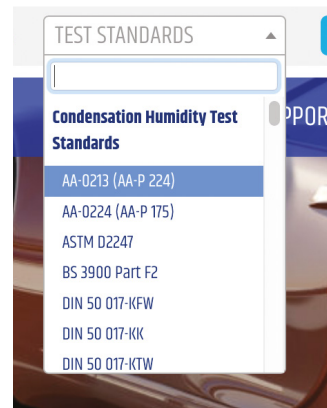 TEST STANDARDS
PPOR
Condensation Humidity Test
Standards
AA-0213 (AA-P 224)
AA-0224 (AA-P 175)
ASTM D2247
BS 3900 Part F2
DIN 50 017-KFW
DIN 50 017-KK
DIN 50 017-KTW